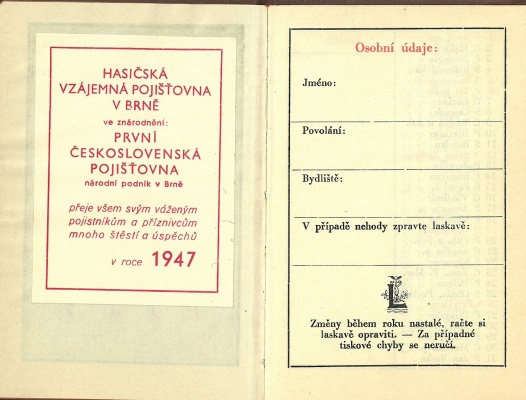 HASIČSKÁ
VZÁJEMNÁ POJIŠŤOVNA
V BRNĚ
ve znárodnění:
PRVNÍ
ČESKOSLOVENSKÁ
POJIŠŤOVNA
národní podnik v Brně
přeje všem svým váženým
pojistníkům a příznivcům
mnoho štěstí a úspěchů
v roce 1947
Osobní údaje:
Jméno:
Povolání:
Bydliště:
V případě nehody zpravte laskavě:
L
Změny během roku nastalé, račte si
laskavě opraviti. — Za případné
tiskové chyby se neručí.